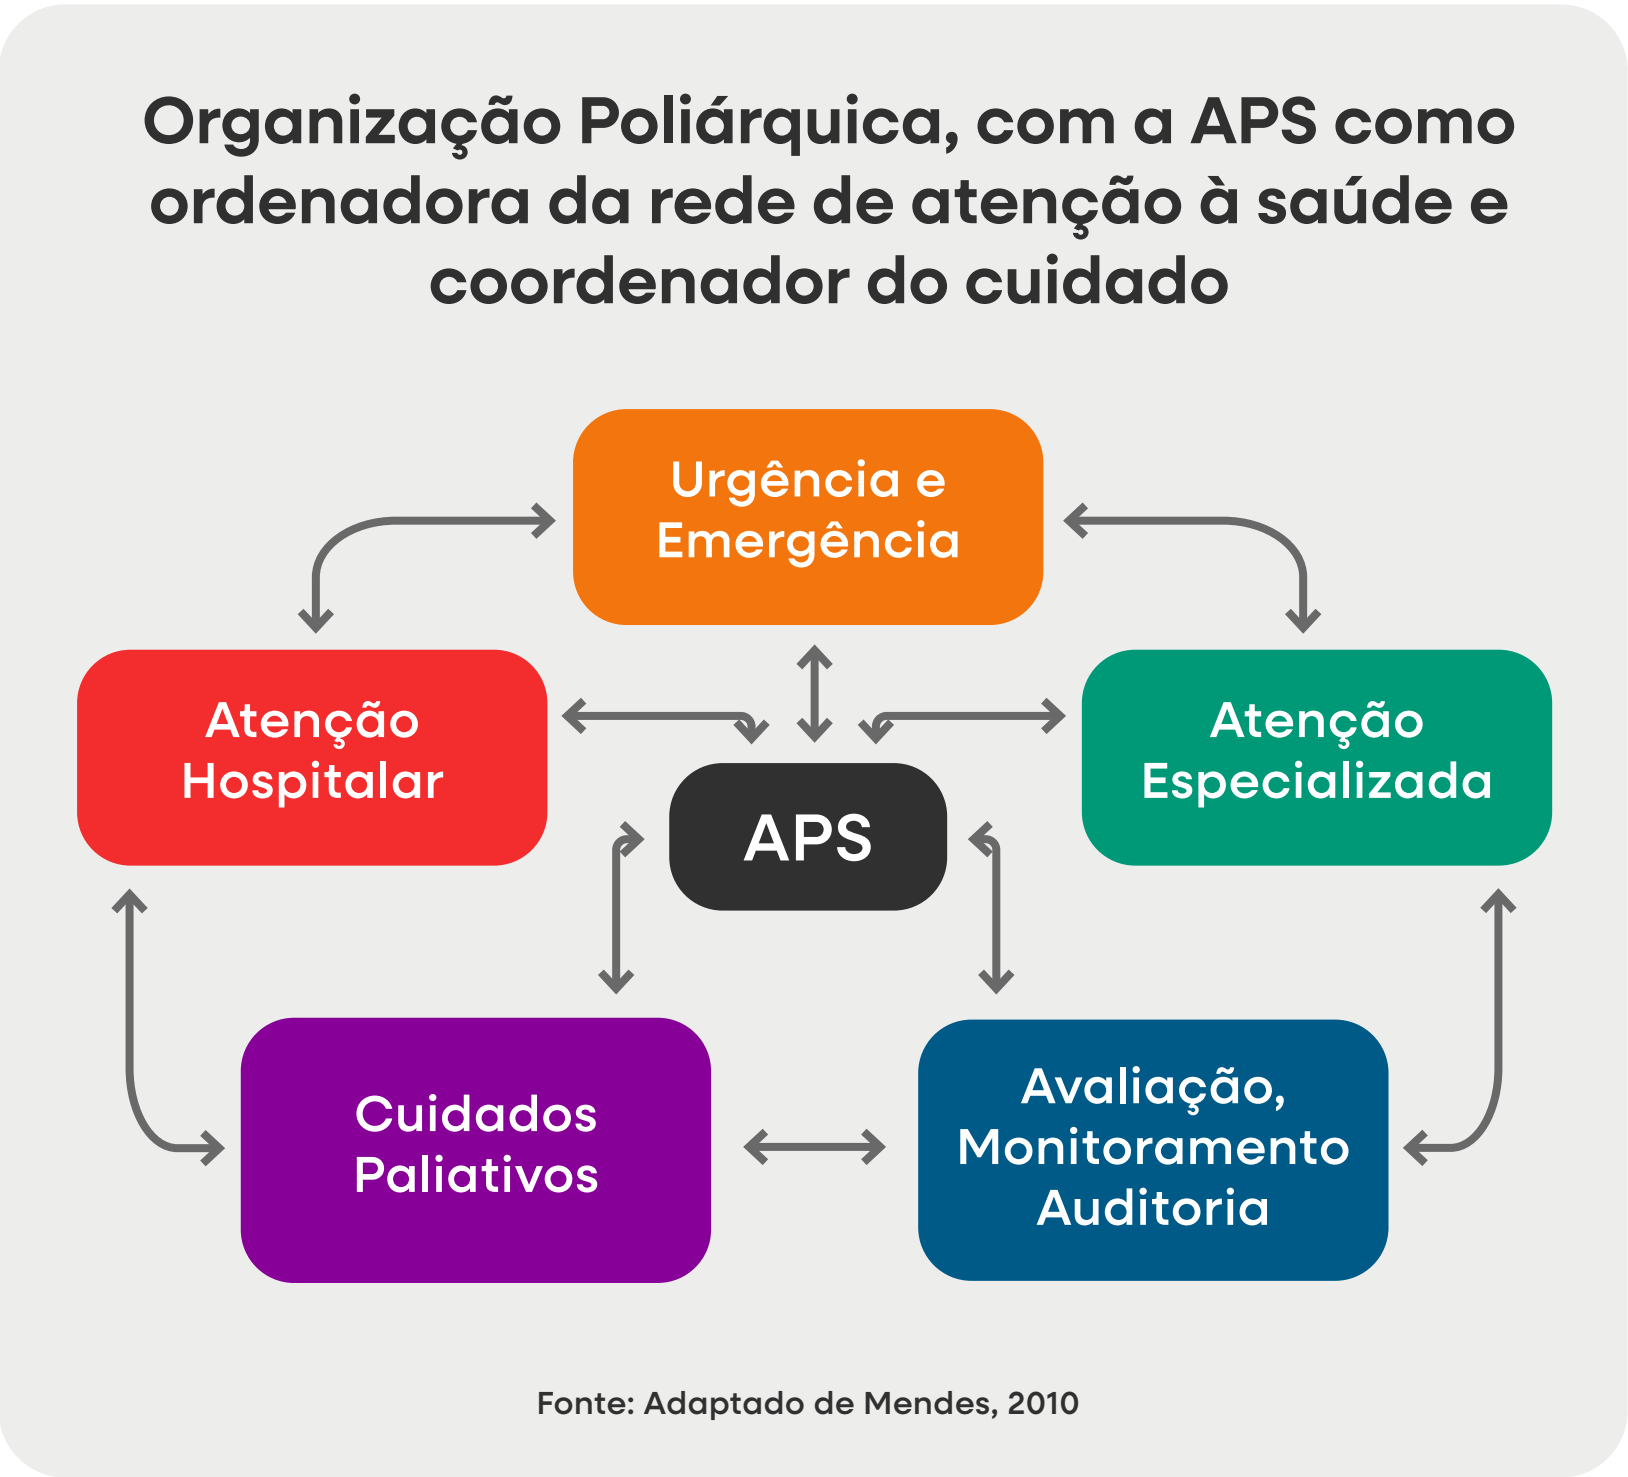 Organização Poliárquica, com a APS como
ordenadora da rede de atenção à saúde e
coordenador do cuidado
Urgência e
Emergência
Atenção
Hospitalar
Atenção
Especializada
APS
Cuidados
Paliativos
Avaliação,
Monitoramento
Auditoria
Fonte: Adaptado de Mendes, 2010